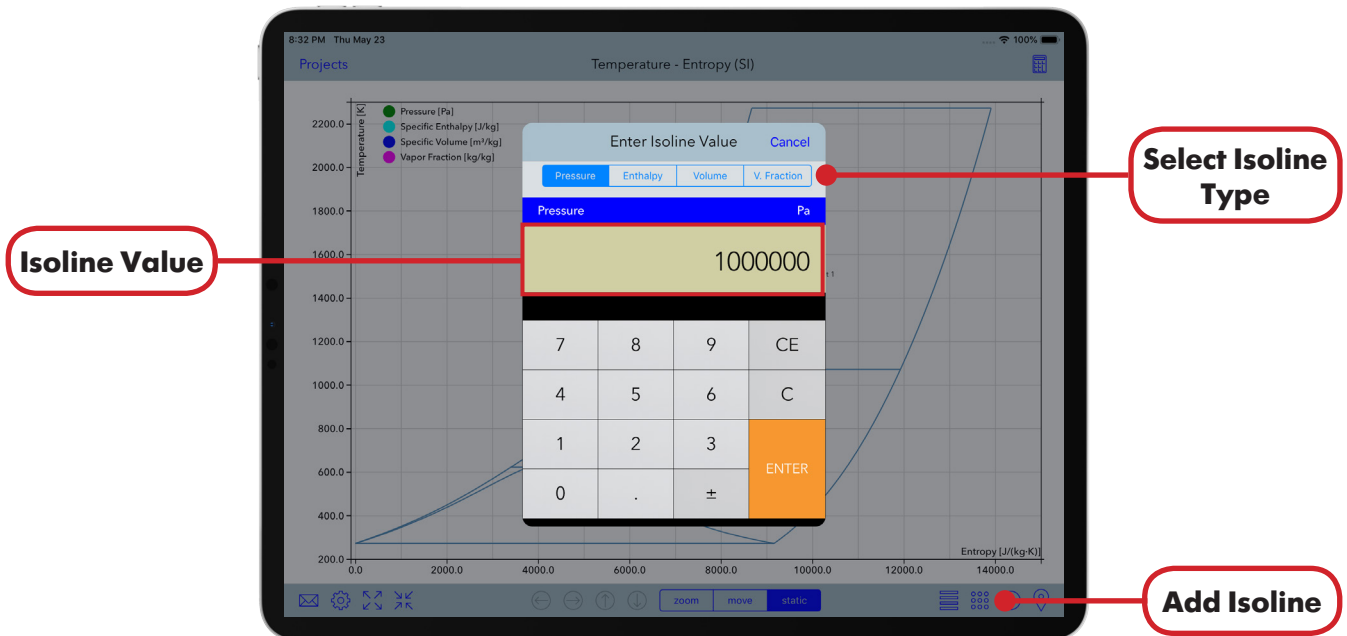 8:32 PM Thu May 23
100%
Projects
Temperature - Entropy (SI)
Temperature [K]
Pressure [Pa]
Specific Enthalpy [J/kg]
Specific Volume [m³/kg]
Vapor Fraction [kg/kg]
2200.0
2000.0
1800.0
1600.0
1400.0
1200.0
1000.0
800.0
600.0
400.0
200.0
Enter Isoline Value Cancel
Pressure Enthalpy Volume V. Fraction
Pressure Pa
1000000
7 8 9 CE
4 5 6 C
1 2 3
ENTER
0 . ±
Select Isoline
Type
Isoline Value
Entropy [J/(kg·K)]
0.0 2000.0 4000.0 6000.0 8000.0 10000.0 12000.0 14000.0
zoom move static
Add Isoline